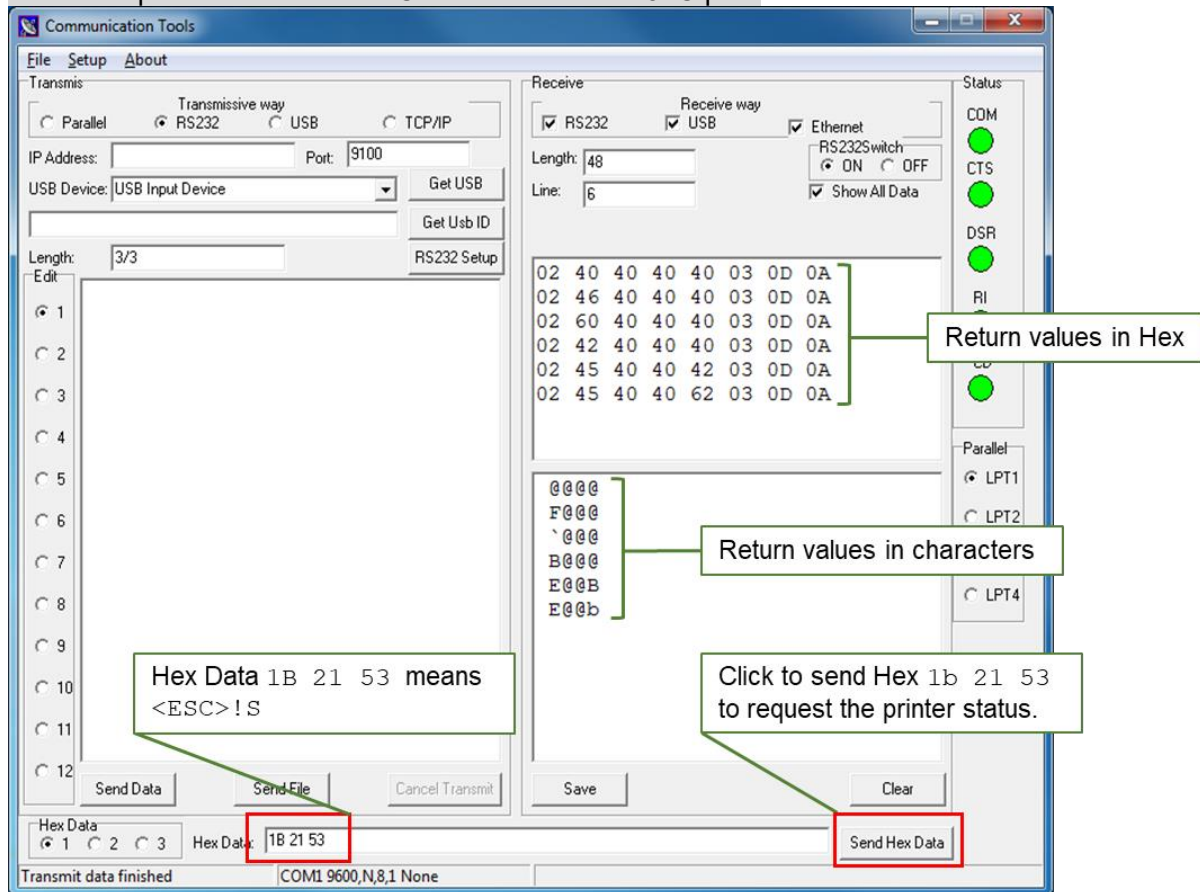 Communication Tools
File Setup About
Transmis
Transmissive way
Parallel RS232 USB TCP/IP
IP Address: Port: 9100
USB Device: USB Input Device Get USB
Get Usb ID
Length: 3/3 RS232 Setup
Edit
1
2
3
4
5
6
7
8
9
10
11
12
Send Data Send File Cancel Transmit
Receive
Receive way
RS232 USB Ethernet
Length: 48
RS232Switch
ON OFF
Line: 6
Show All Data
02 40 40 40 40 03 0D 0A
02 46 40 40 40 03 0D 0A
02 60 40 40 40 03 0D 0A
02 42 40 40 40 03 0D 0A
02 45 40 40 42 03 0D 0A
02 45 40 40 62 03 0D 0A
Return values in Hex
@@@@
F@@@
`@@@
B@@@
E@@B
E@@b
Return values in characters
Save Clear
Status
COM
CTS
DSR
RI
Parallel
LPT1
LPT2
LPT4
Hex Data 1B 21 53 means
<ESC>!S
Click to send Hex 1b 21 53
to request the printer status.
Hex Data
1 2 3 Hex Data: 1B 21 53 Send Hex Data
Transmit data finished COM1 9600,N,8,1 None